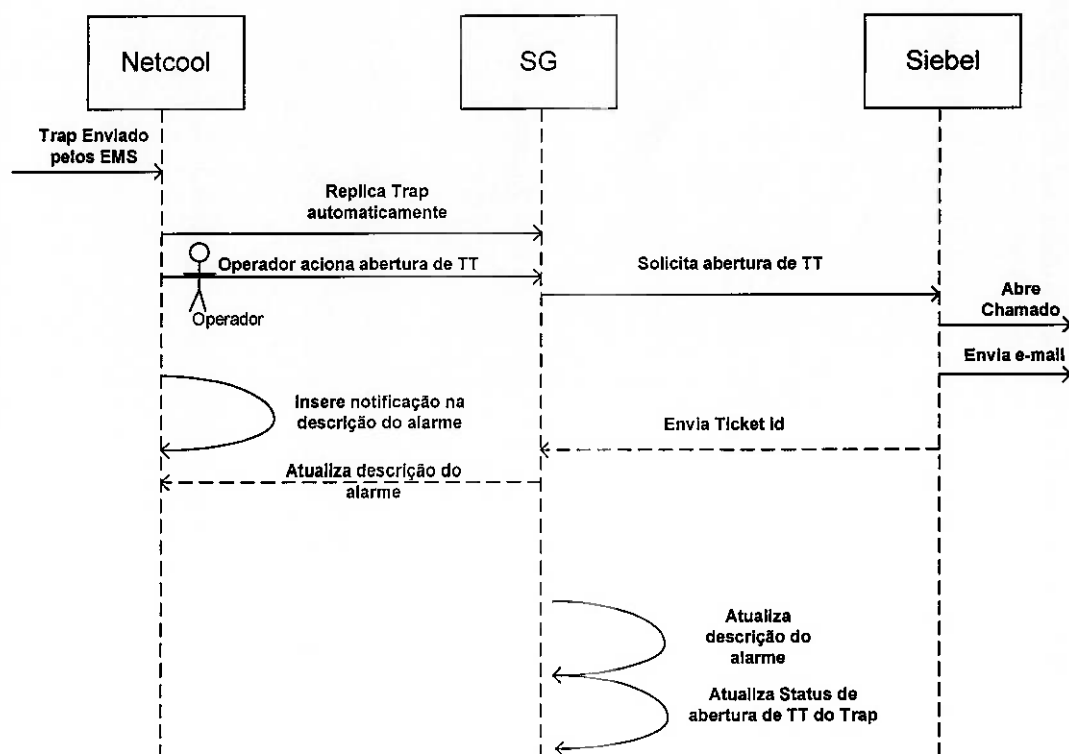 Netcool
SG
Siebel
Trap Enviado
pelos EMS
Replica Trap
automaticamente
Operador aciona abertura de TT
Operador
Solicita abertura de TT
Abre
Chamado
Envia e-mail
Insere notificação na
descrição do alarme
Envia Ticket Id
Atualiza descrição do
alarme
Atualiza
descrição do
alarme
Atualiza Status de
abertura de TT do Trap